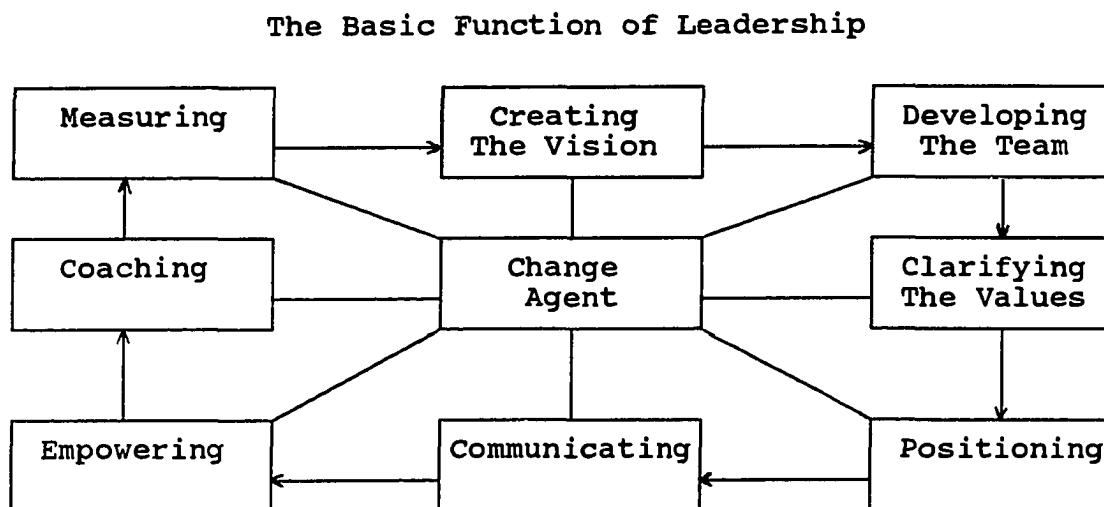 The Basic Function of Leadership
Measuring
Creating
The Vision
Developing
The Team
Coaching
Change
Agent
Clarifying
The Values
Empowering
Communicating
Positioning